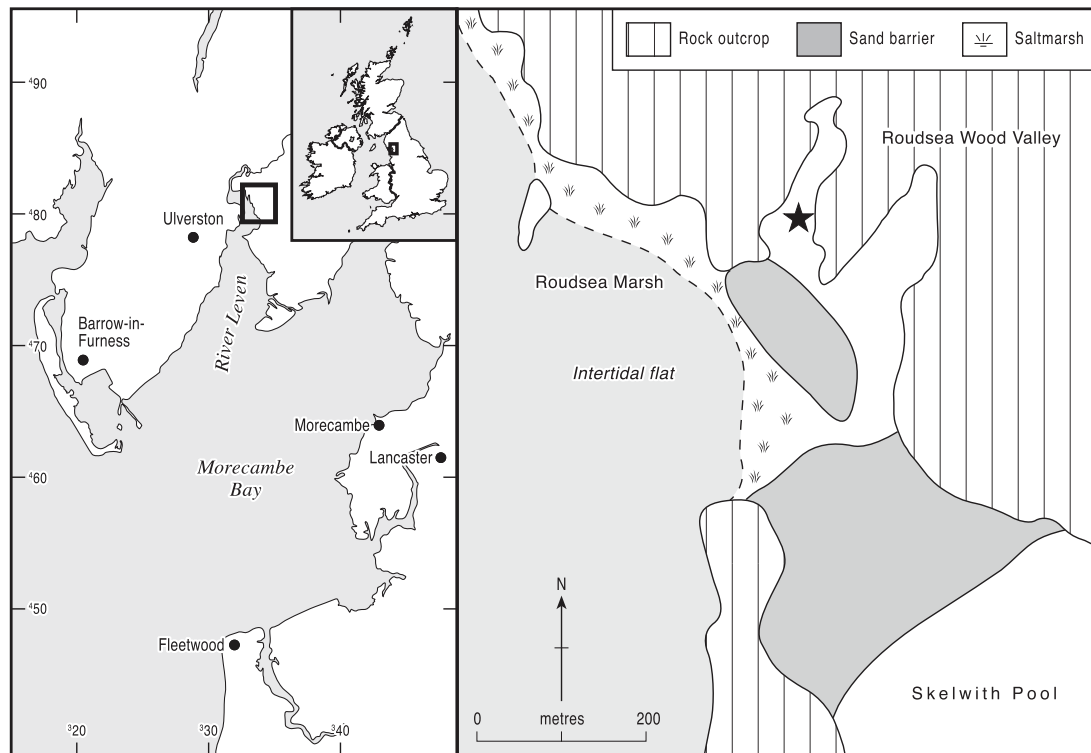 ⁴90
⁴80
⁴70
⁴60
⁴50
³20
³30
³40
Ulverston
River Leven
Barrow-in-
Furness
Morecambe
Lancaster
Morecambe
Bay
Fleetwood
Rock outcrop
Sand barrier
Saltmarsh
Roudsea Wood Valley
Roudsea Marsh
Intertidal flat
N
0 metres 200
Skelwith Pool